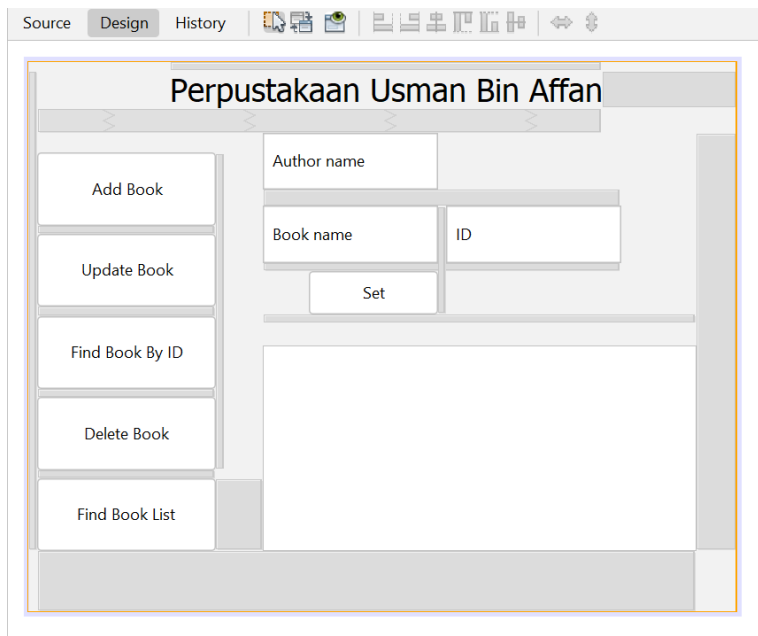 Source Design History
Perpustakaan Usman Bin Affan
Author name
Add Book
Book name ID
Update Book
Set
Find Book By ID
Delete Book
Find Book List